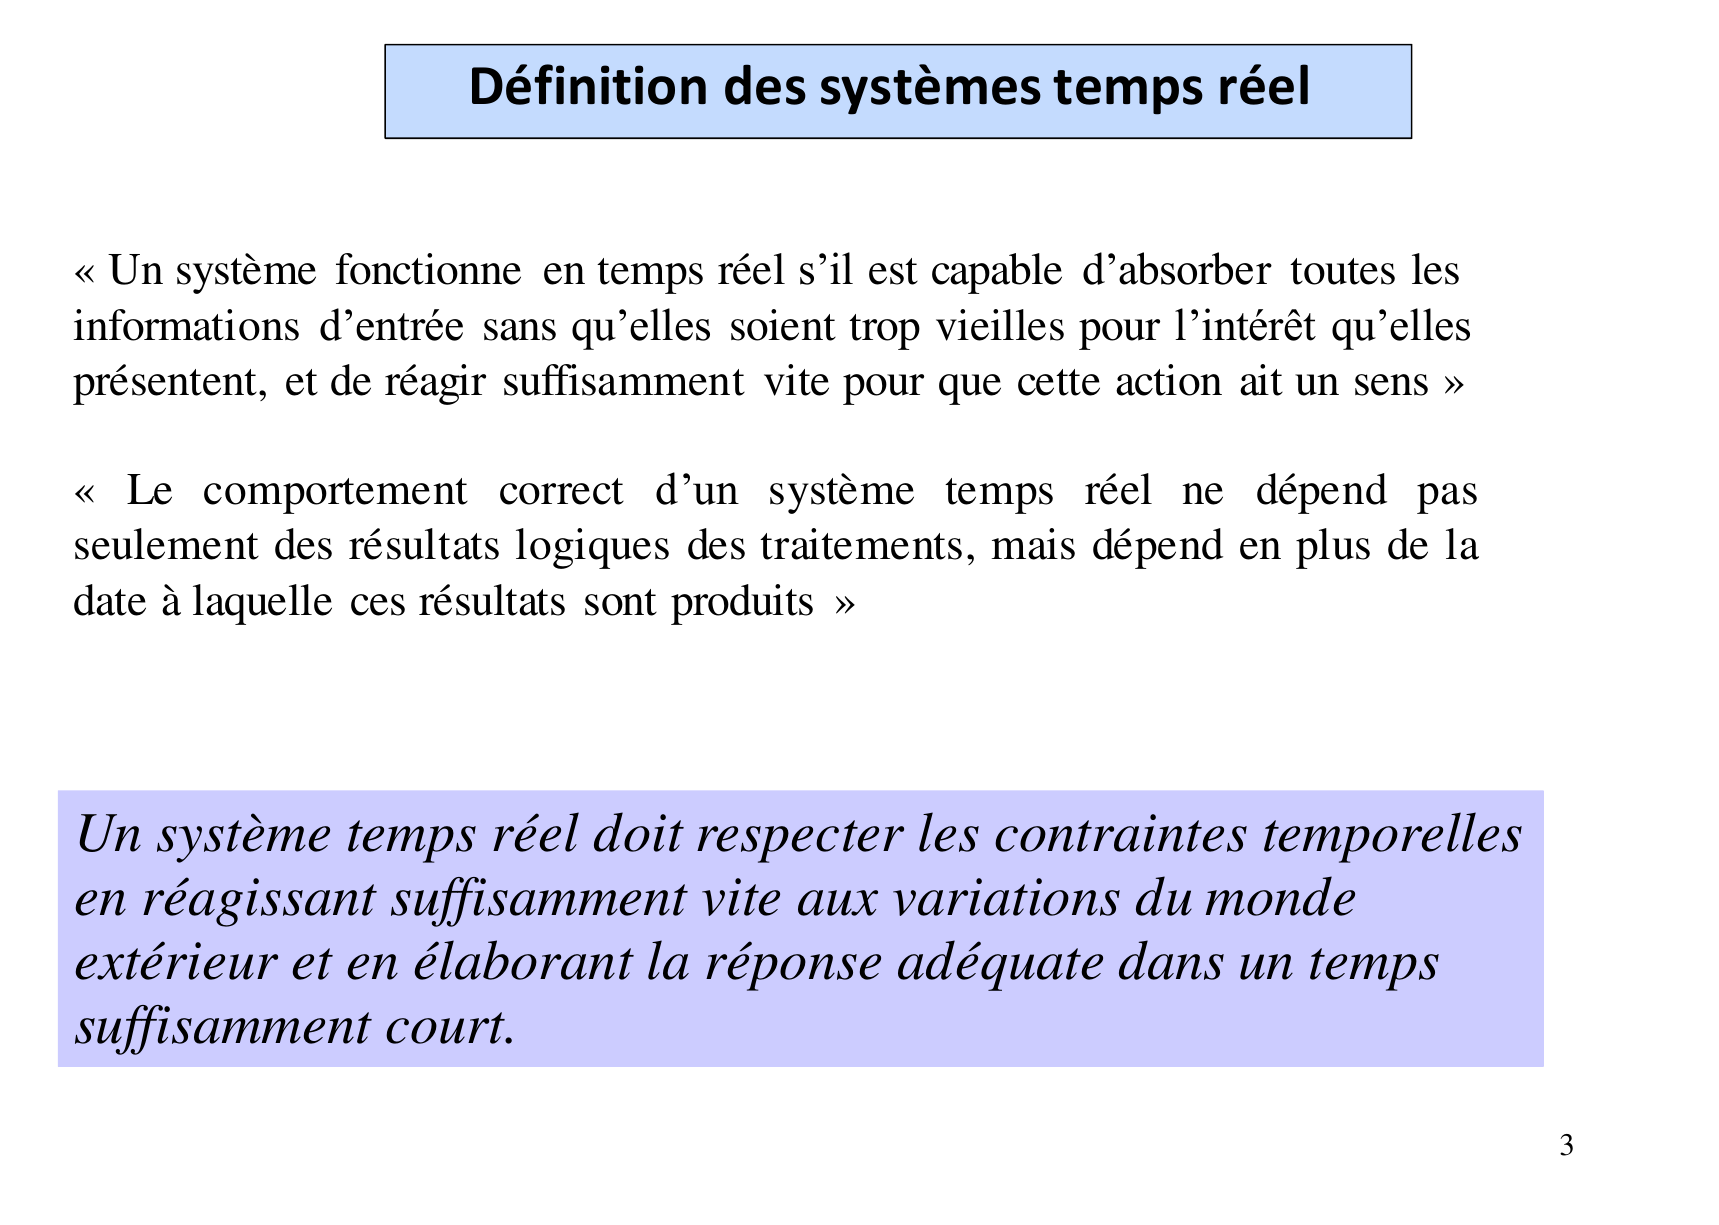 Définition des systèmes temps réel
« Un système fonctionne en temps réel s’il est capable d’absorber toutes les
informations d’entrée sans qu’elles soient trop vieilles pour l’intérêt qu’elles
présentent, et de réagir suffisamment vite pour que cette action ait un sens »
« Le comportement correct d’un système temps réel ne dépend pas
seulement des résultats logiques des traitements, mais dépend en plus de la
date à laquelle ces résultats sont produits »
Un système temps réel doit respecter les contraintes temporelles
en réagissant suffisamment vite aux variations du monde
extérieur et en élaborant la réponse adéquate dans un temps
suffisamment court.
3